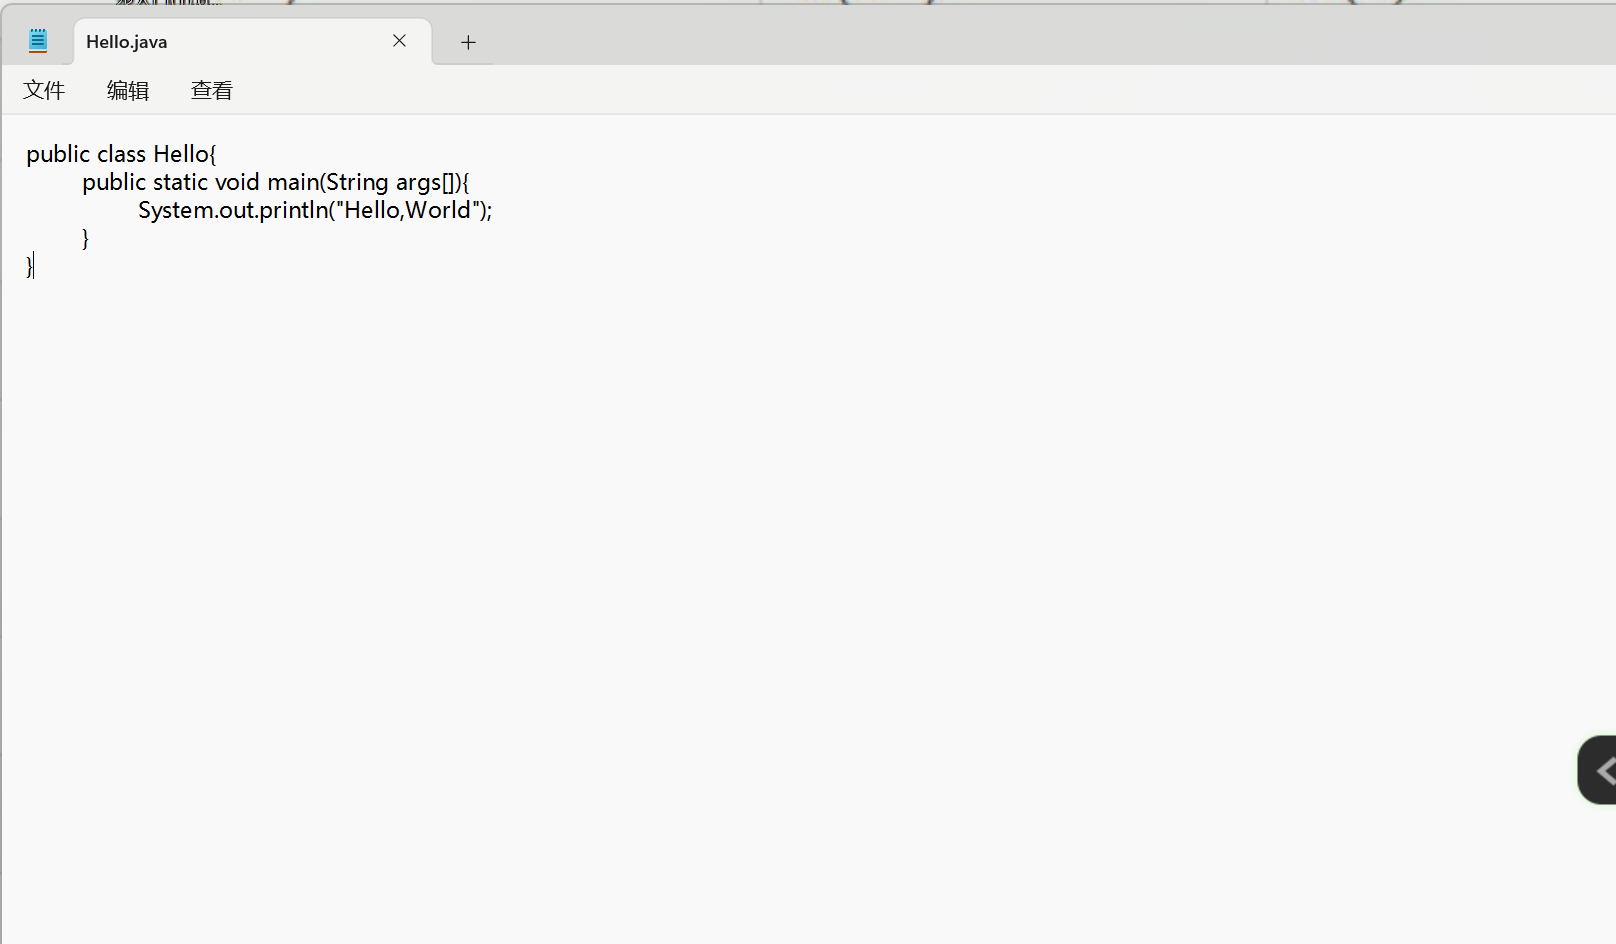 Hello.java
文件 编辑 查看
public class Hello{
public static void main(String args[]){
System.out.println("Hello,World");
}
}